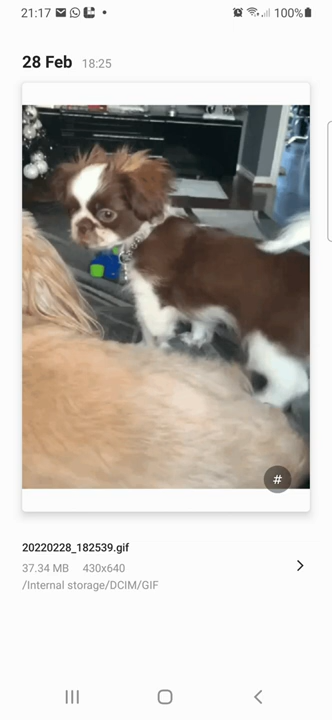 21:17 100%
28 Feb 18:25
#
20220228_182539.gif
37.34 MB 430x640
/Internal storage/DCIM/GIF